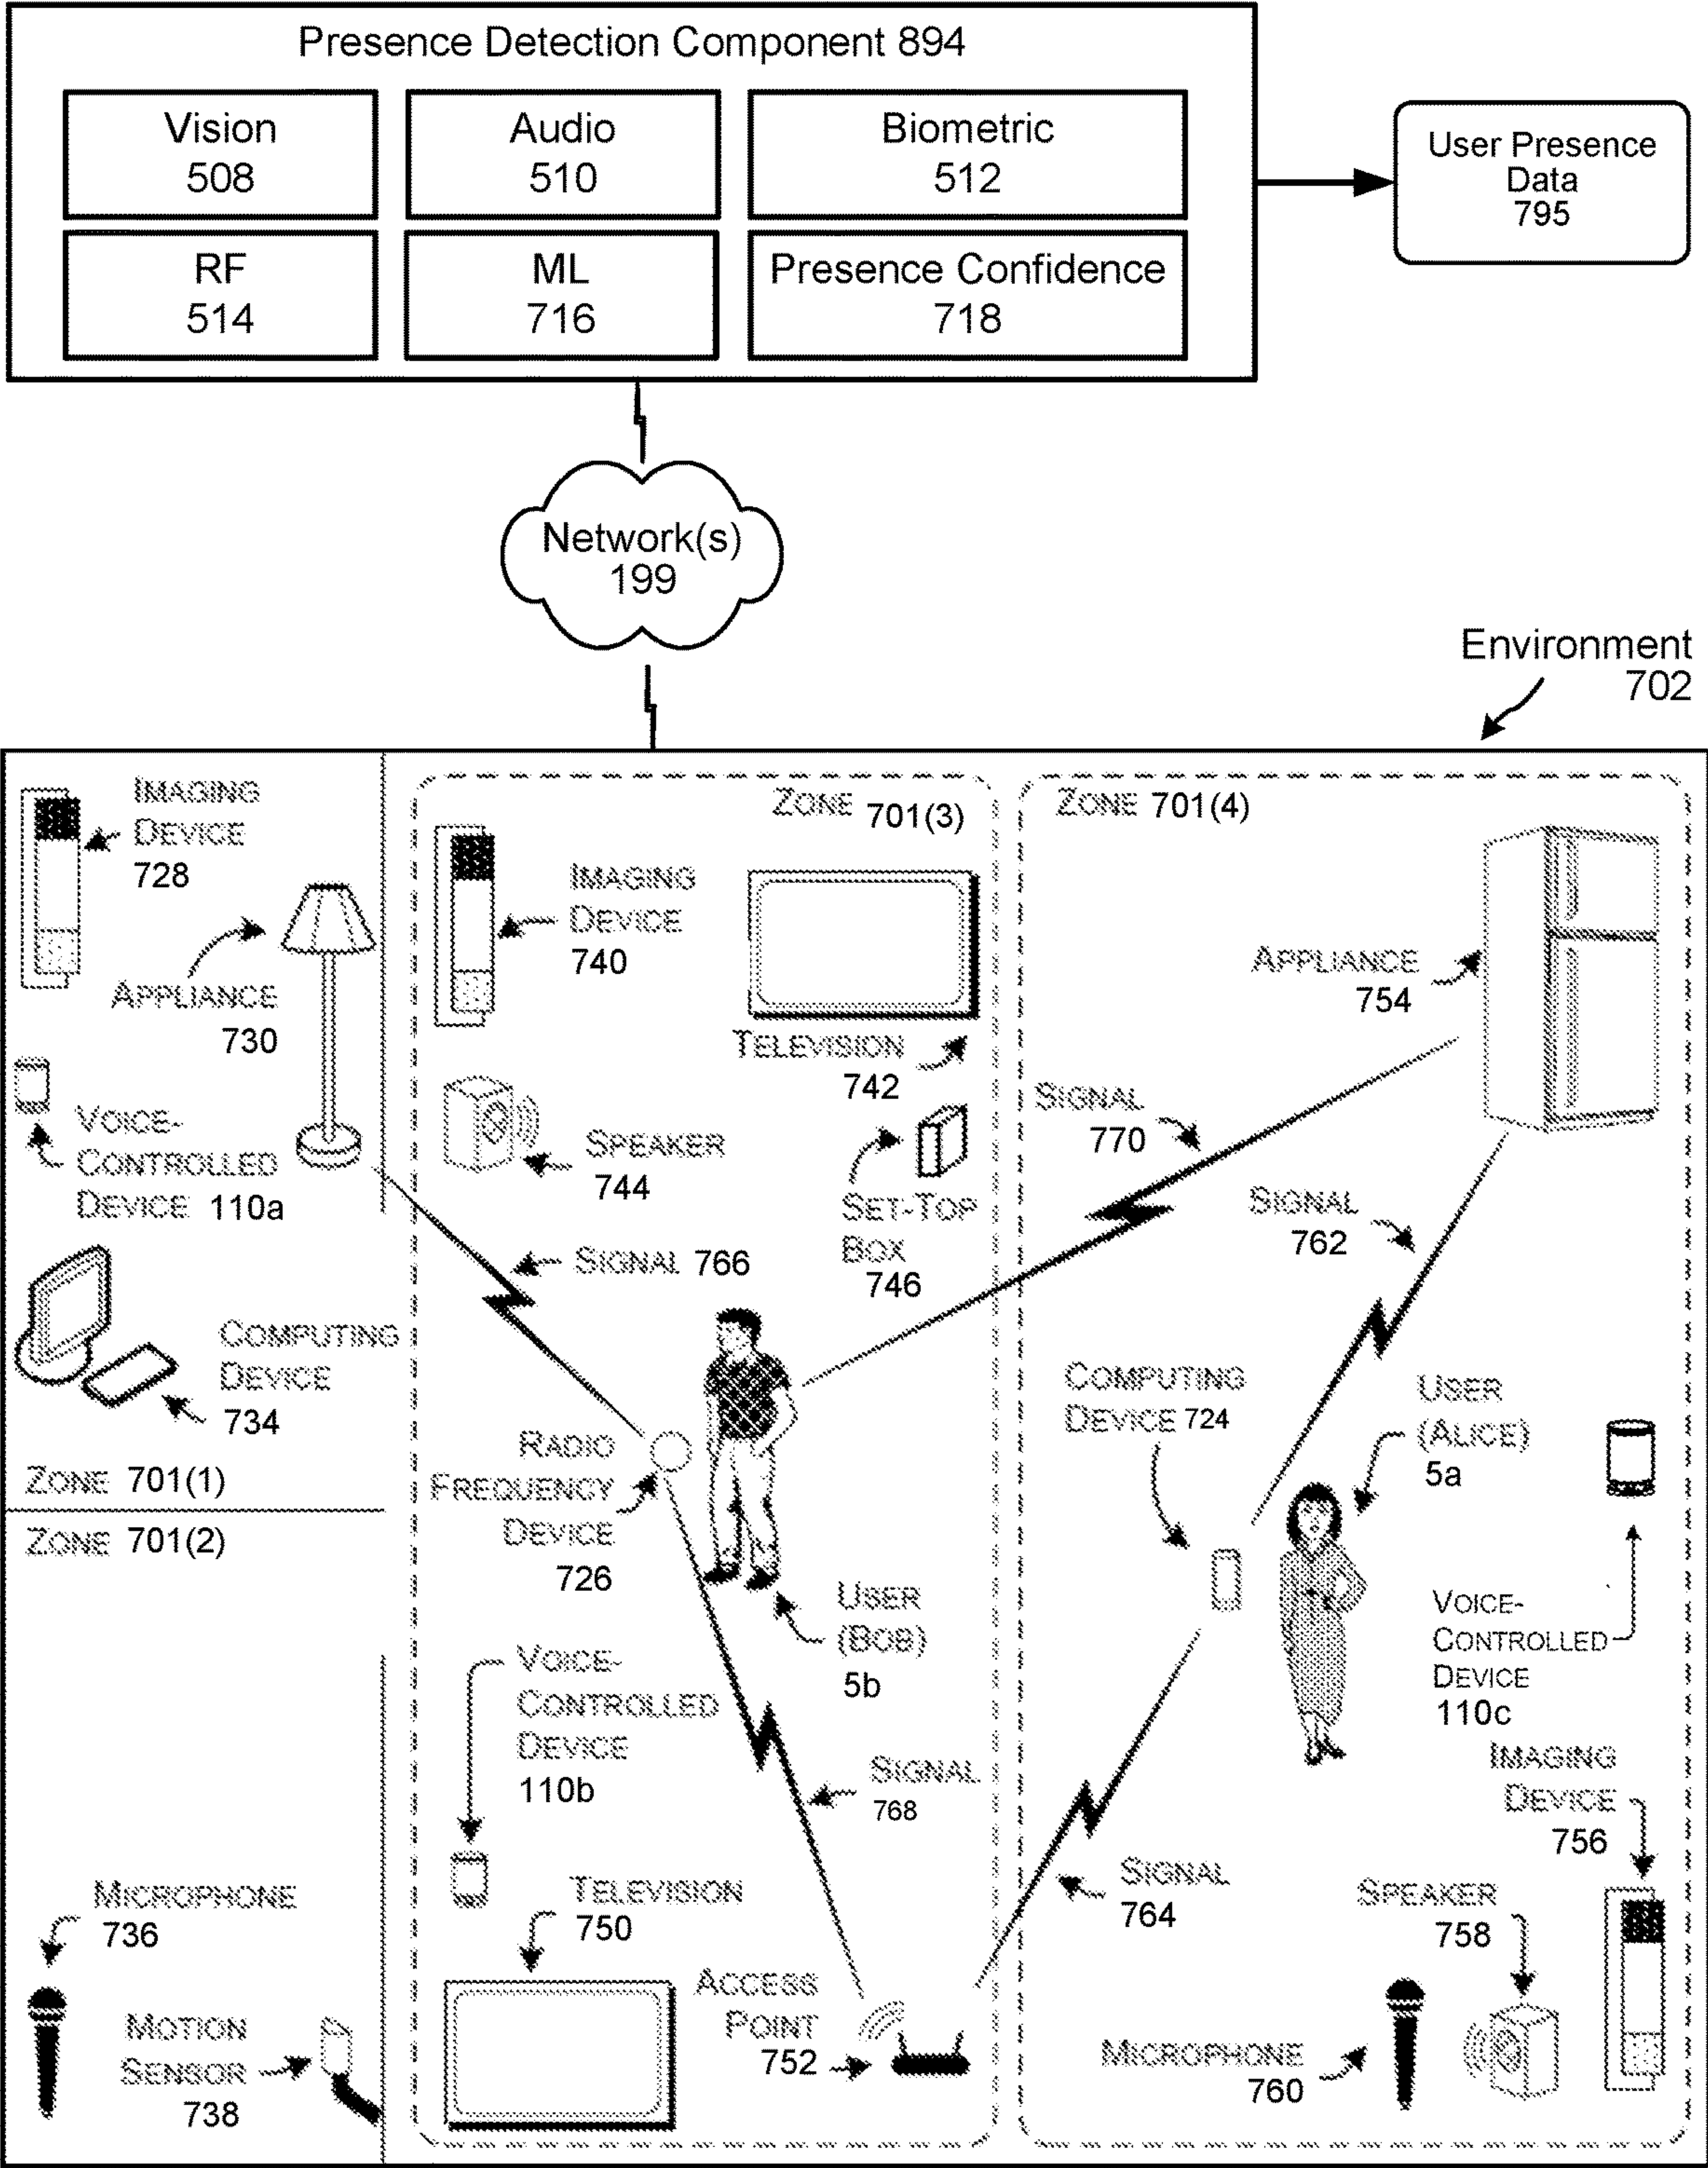 Presence Detection Component 894
Vision
508
Audio
510
Biometric
512
RF
514
ML
716
Presence Confidence
718
User Presence
Data
795
Network(s)
199
Environment
702
IMAGING
DEVICE
728
APPLIANCE
730
VOICE-
CONTROLLED
DEVICE 110a
COMPUTING
DEVICE
734
ZONE 701(1)
ZONE 701(2)
MICROPHONE
736
MOTION
SENSOR
738
ZONE 701(3)
IMAGING
DEVICE
740
TELEVISION
742
SPEAKER
744
SET-TOP
BOX
746
SIGNAL 766
RADIO
FREQUENCY
DEVICE
726
USER
(BOB)
5b
VOICE-
CONTROLLED
DEVICE
110b
SIGNAL
768
TELEVISION
750
ACCESS
POINT
752
ZONE 701(4)
APPLIANCE
754
SIGNAL
770
SIGNAL
762
COMPUTING
DEVICE 724
USER
(ALICE)
5a
VOICE-
CONTROLLED
DEVICE
110c
IMAGING
DEVICE
756
SIGNAL
764
SPEAKER
758
MICROPHONE
760